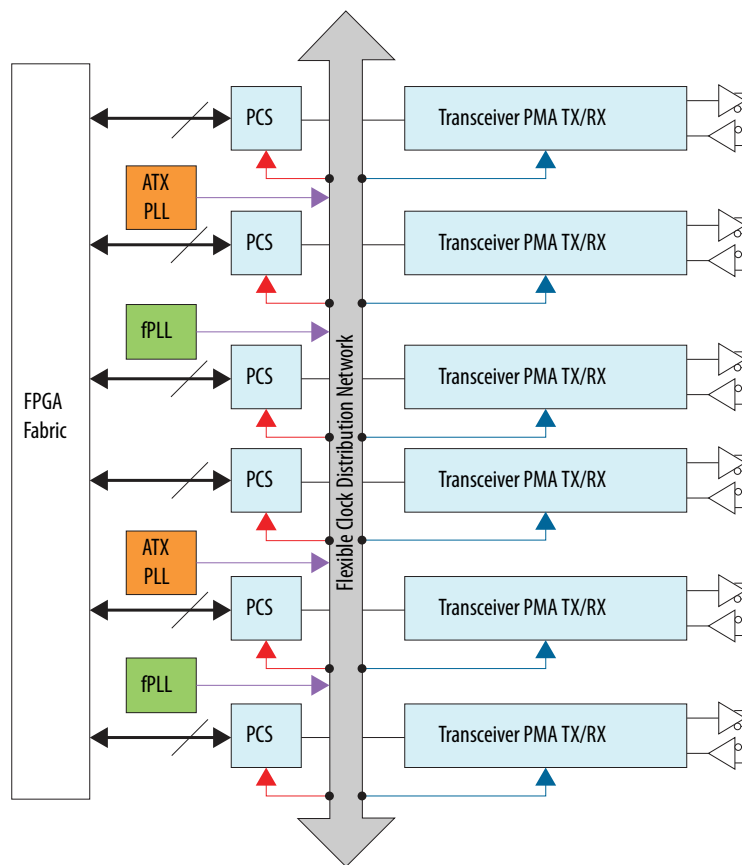 PCS
Transceiver PMA TX/RX
ATX
PLL
PCS
Transceiver PMA TX/RX
fPLL
PCS
Transceiver PMA TX/RX
FPGA
Fabric
Flexible Clock Distribution Network
PCS
Transceiver PMA TX/RX
ATX
PLL
PCS
Transceiver PMA TX/RX
fPLL
PCS
Transceiver PMA TX/RX